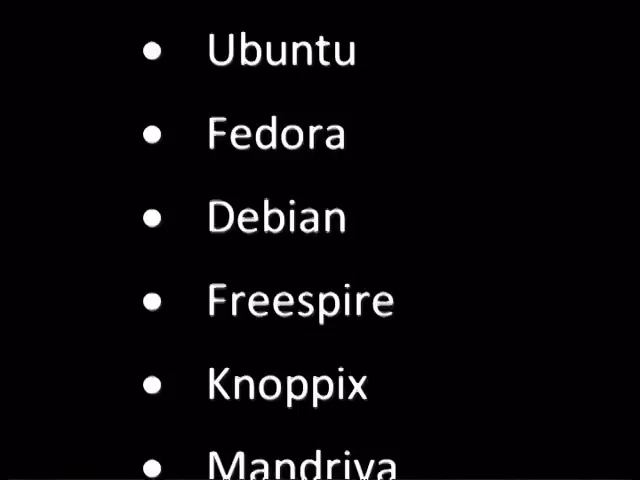 • Ubuntu
• Fedora
• Debian
• Freespire
• Knoppix
• Mandriva